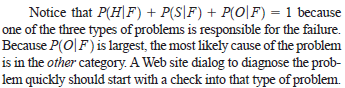 Notice that P(H|F) + P(S|F) + P(O|F) = 1 because
one of the three types of problems is responsible for the failure.
Because P(O|F) is largest, the most likely cause of the problem
is in the other category. A Web site dialog to diagnose the prob-
lem quickly should start with a check into that type of problem.